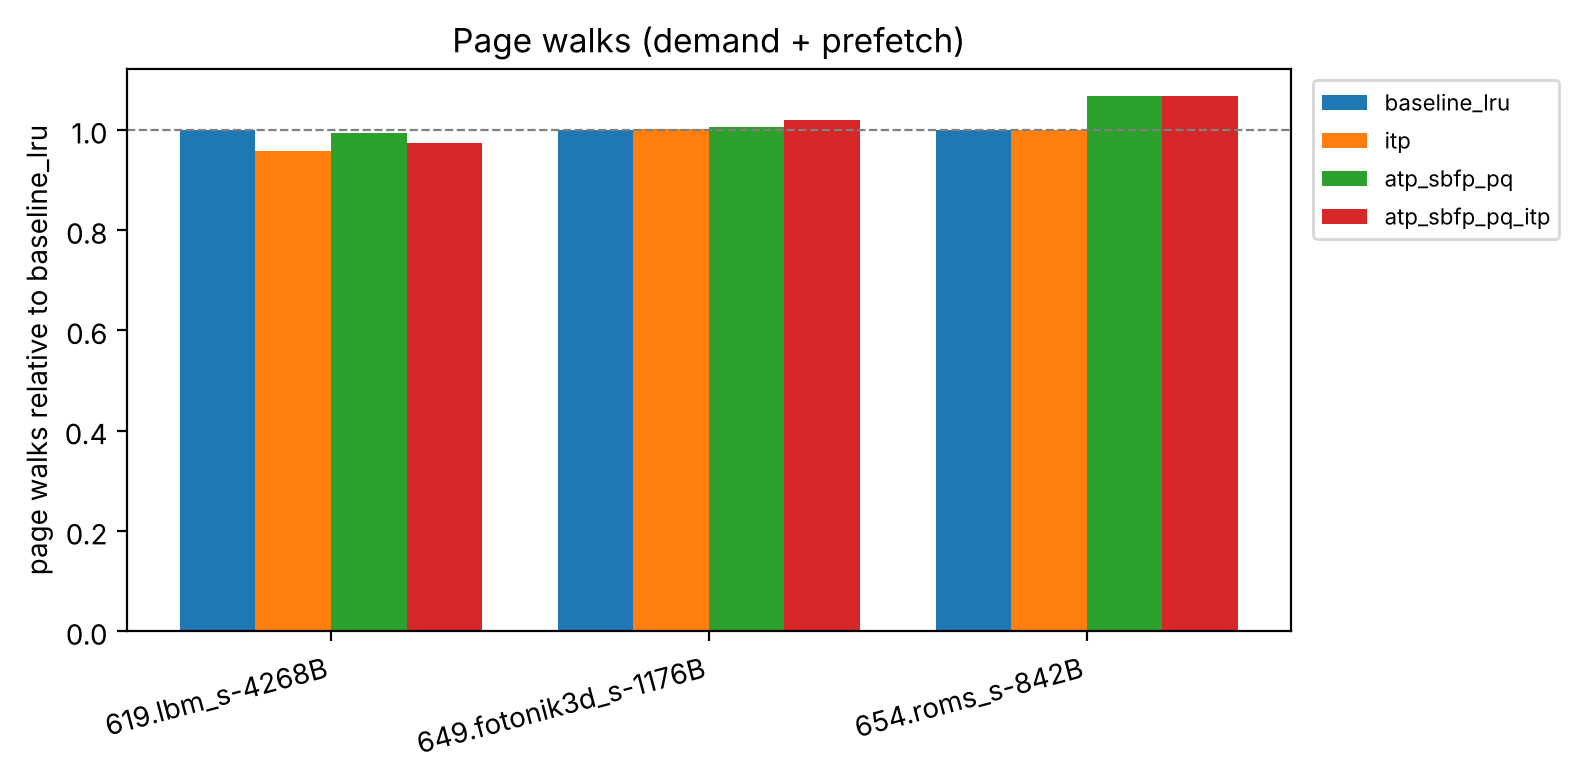 Page walks (demand + prefetch)
page walks relative to baseline_lru
1.0
0.8
0.6
0.4
0.2
0.0
619.lbm_s-4268B
649.fotonik3d_s-1176B
654.roms_s-842B
baseline_lru
itp
atp_sbfp_pq
atp_sbfp_pq_itp